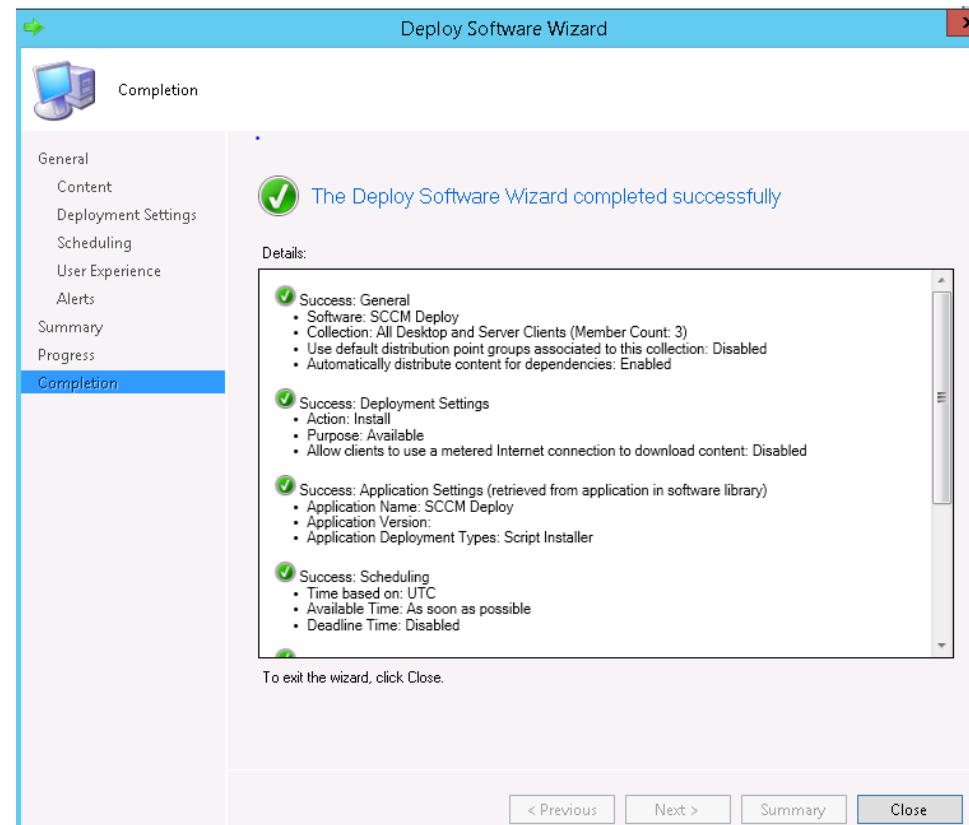 Deploy Software Wizard
Completion
General
Content
Deployment Settings
Scheduling
User Experience
Alerts
Summary
Progress
Completion
The Deploy Software Wizard completed successfully
Details:
Success: General
• Software: SCCM Deploy
• Collection: All Desktop and Server Clients (Member Count: 3)
• Use default distribution point groups associated to this collection: Disabled
• Automatically distribute content for dependencies: Enabled
Success: Deployment Settings
• Action: Install
• Purpose: Available
• Allow clients to use a metered Internet connection to download content: Disabled
Success: Application Settings (retrieved from application in software library)
• Application Name: SCCM Deploy
• Application Version:
• Application Deployment Types: Script Installer
Success: Scheduling
• Time based on: UTC
• Available Time: As soon as possible
• Deadline Time: Disabled
To exit the wizard, click Close.
< Previous
Next >
Summary
Close